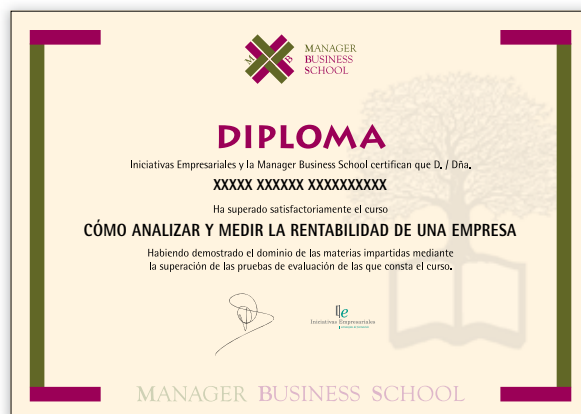 M B S
MANAGER
BUSINESS
SCHOOL
DIPLOMA
Iniciativas Empresariales y la Manager Business School certifican que D. / Dña.
XXXXX XXXXXX XXXXXXXXXX
Ha superado satisfactoriamente el curso
CÓMO ANALIZAR Y MEDIR LA RENTABILIDAD DE UNA EMPRESA
Habiendo demostrado el dominio de las materias impartidas mediante
la superación de las pruebas de evaluación de las que consta el curso.
Iniciativas Empresariales
MANAGER BUSINESS SCHOOL